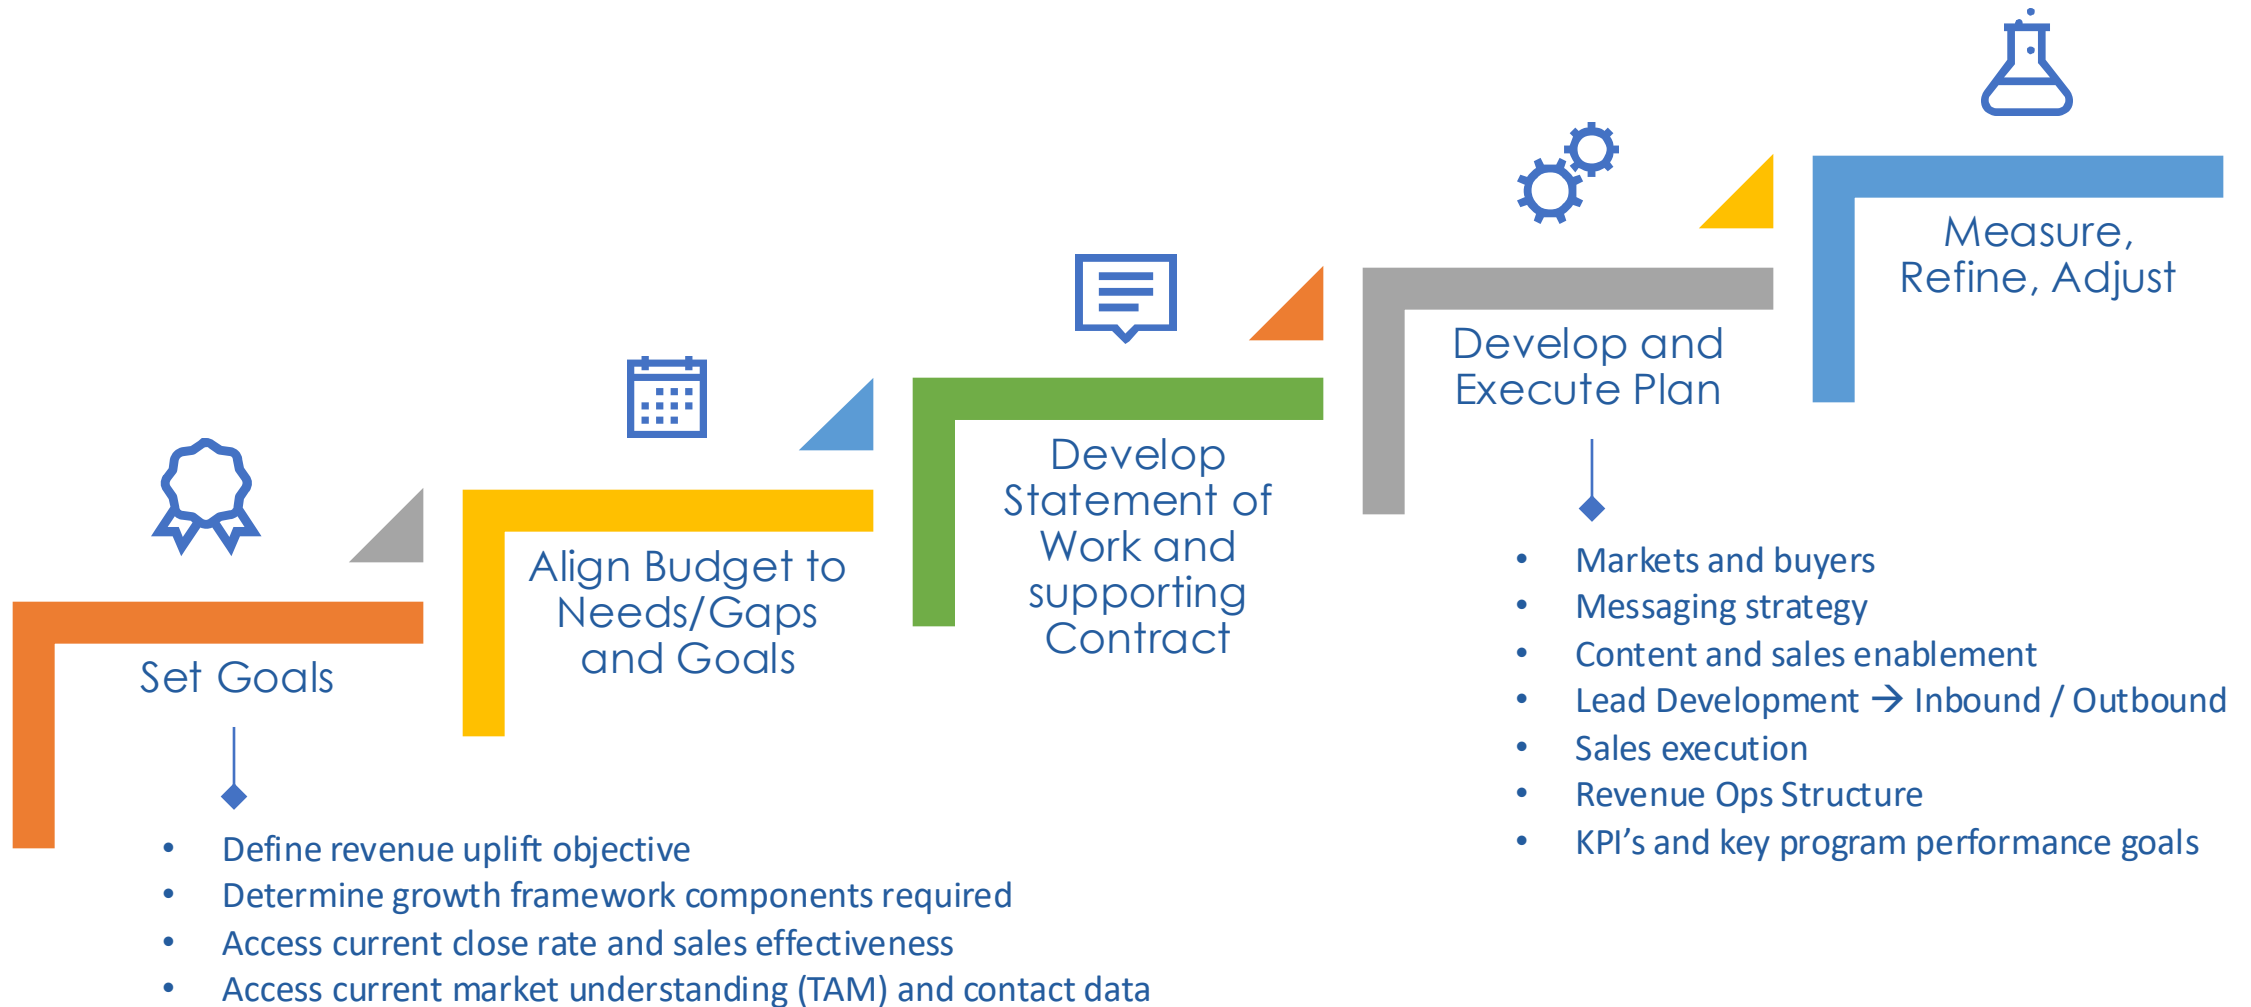 Set Goals
• Define revenue uplift objective
• Determine growth framework components required
• Access current close rate and sales effectiveness
• Access current market understanding (TAM) and contact data
Align Budget to
Needs/Gaps
and Goals
Develop
Statement of
Work and
supporting
Contract
Develop and
Execute Plan
• Markets and buyers
• Messaging strategy
• Content and sales enablement
• Lead Development → Inbound / Outbound
• Sales execution
• Revenue Ops Structure
• KPI’s and key program performance goals
Measure,
Refine, Adjust